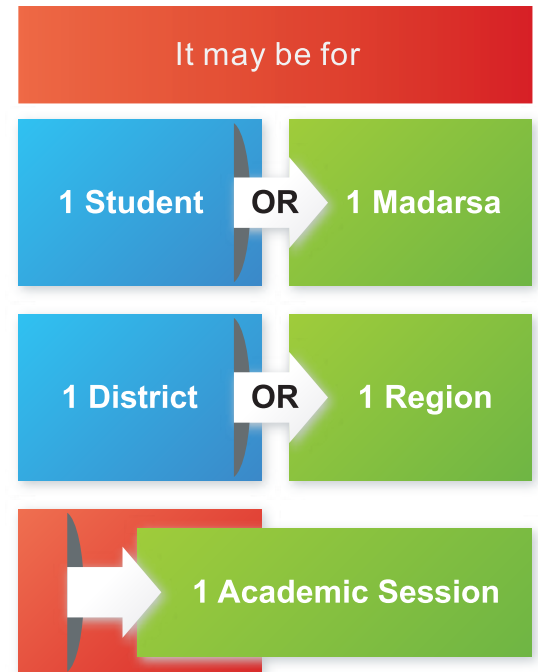 It may be for
1 Student OR 1 Madarsa
1 District OR 1 Region
1 Academic Session